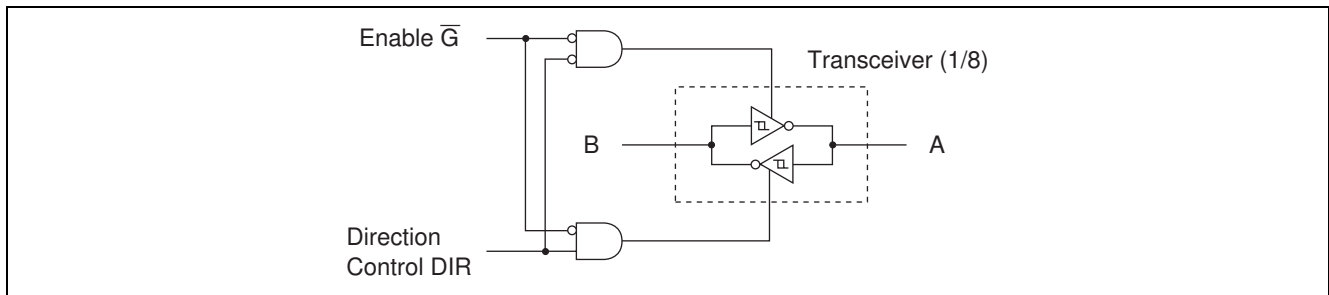 Enable G̅
Transceiver (1/8)
B
A
Direction
Control DIR